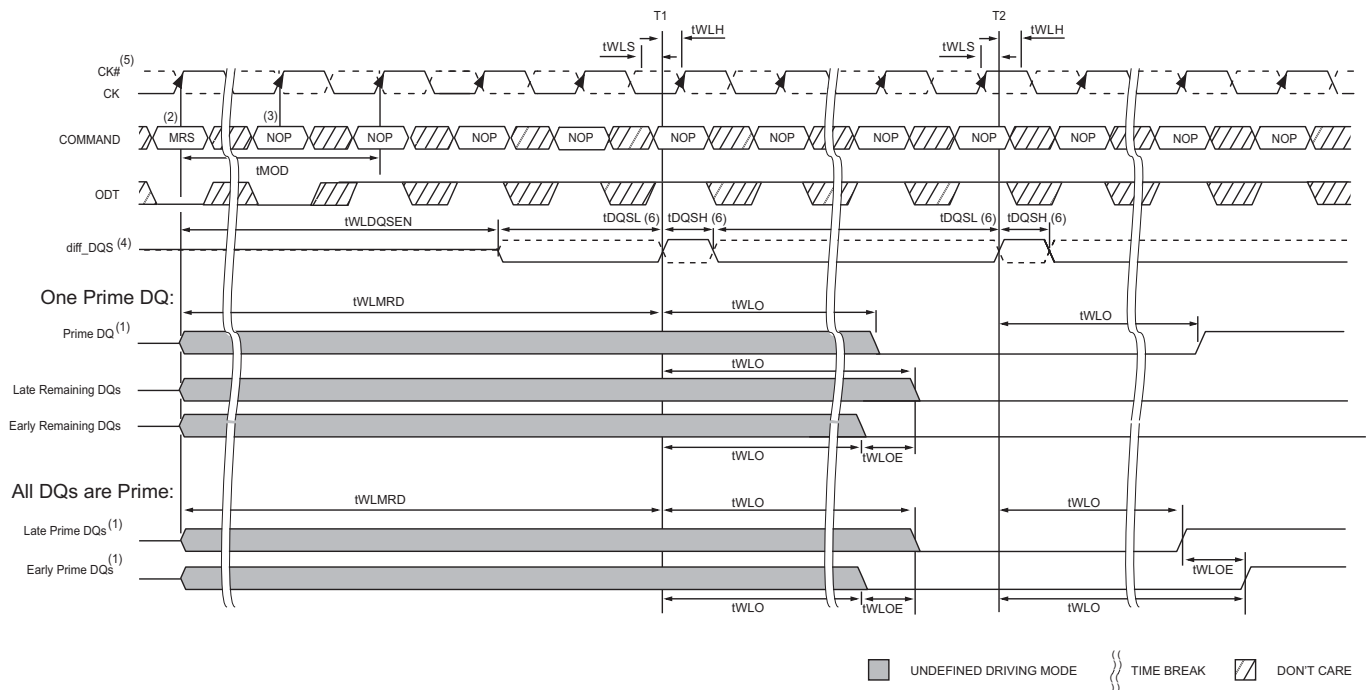 T1 T2
tWLH tWLH
tWLS tWLS
CK# (5)
CK
(2) (3)
COMMAND MRS NOP NOP NOP NOP NOP NOP NOP NOP NOP NOP NOP
tMOD
ODT
tWLDQSEN tDQSL (6) tDQSH (6) tDQSL (6) tDQSH (6)
diff_DQS (4)
One Prime DQ:
tWLMRD tWLO tWLO
Prime DQ (1)
tWLO
Late Remaining DQs
Early Remaining DQs
tWLO tWLOE
All DQs are Prime:
tWLMRD tWLO tWLO
Late Prime DQs (1)
tWLOE
Early Prime DQs (1)
tWLO tWLOE tWLO
UNDEFINED DRIVING MODE TIME BREAK DON'T CARE